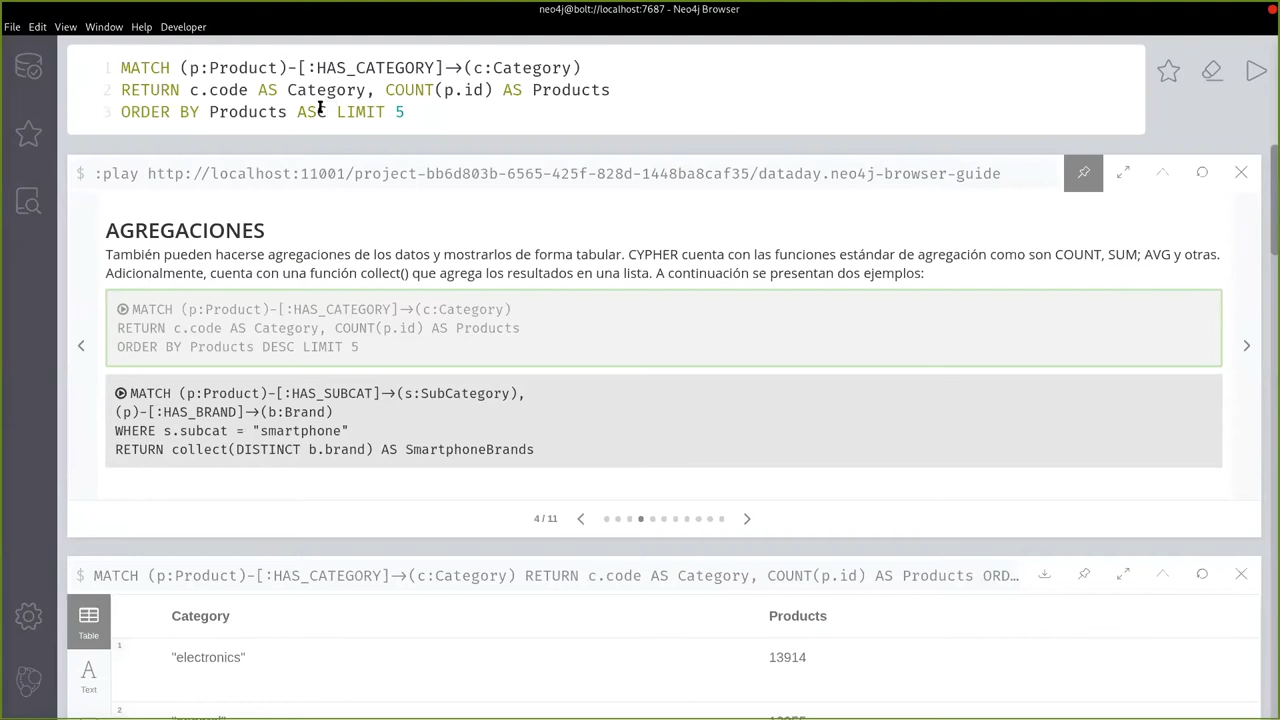 neo4j@bolt://localhost:7687 - Neo4j Browser
File Edit View Window Help Developer
1 MATCH (p:Product)-[:HAS_CATEGORY]->(c:Category)
2 RETURN c.code AS Category, COUNT(p.id) AS Products
3 ORDER BY Products ASC LIMIT 5
$ :play http://localhost:11001/project-bb6d803b-6565-425f-828d-1448ba8caf35/dataday.neo4j-browser-guide
AGREGACIONES
También pueden hacerse agregaciones de los datos y mostrarlos de forma tabular. CYPHER cuenta con las funciones estándar de agregación como son COUNT, SUM; AVG y otras.
Adicionalmente, cuenta con una función collect() que agrega los resultados en una lista. A continuación se presentan dos ejemplos:
MATCH (p:Product)-[:HAS_CATEGORY]->(c:Category)
RETURN c.code AS Category, COUNT(p.id) AS Products
ORDER BY Products DESC LIMIT 5
MATCH (p:Product)-[:HAS_SUBCAT]->(s:SubCategory),
(p)-[:HAS_BRAND]->(b:Brand)
WHERE s.subcat = "smartphone"
RETURN collect(DISTINCT b.brand) AS SmartphoneBrands
4 / 11
$ MATCH (p:Product)-[:HAS_CATEGORY]->(c:Category) RETURN c.code AS Category, COUNT(p.id) AS Products ORD…
Table
Category Products
1
"electronics" 13914
A
Text
2